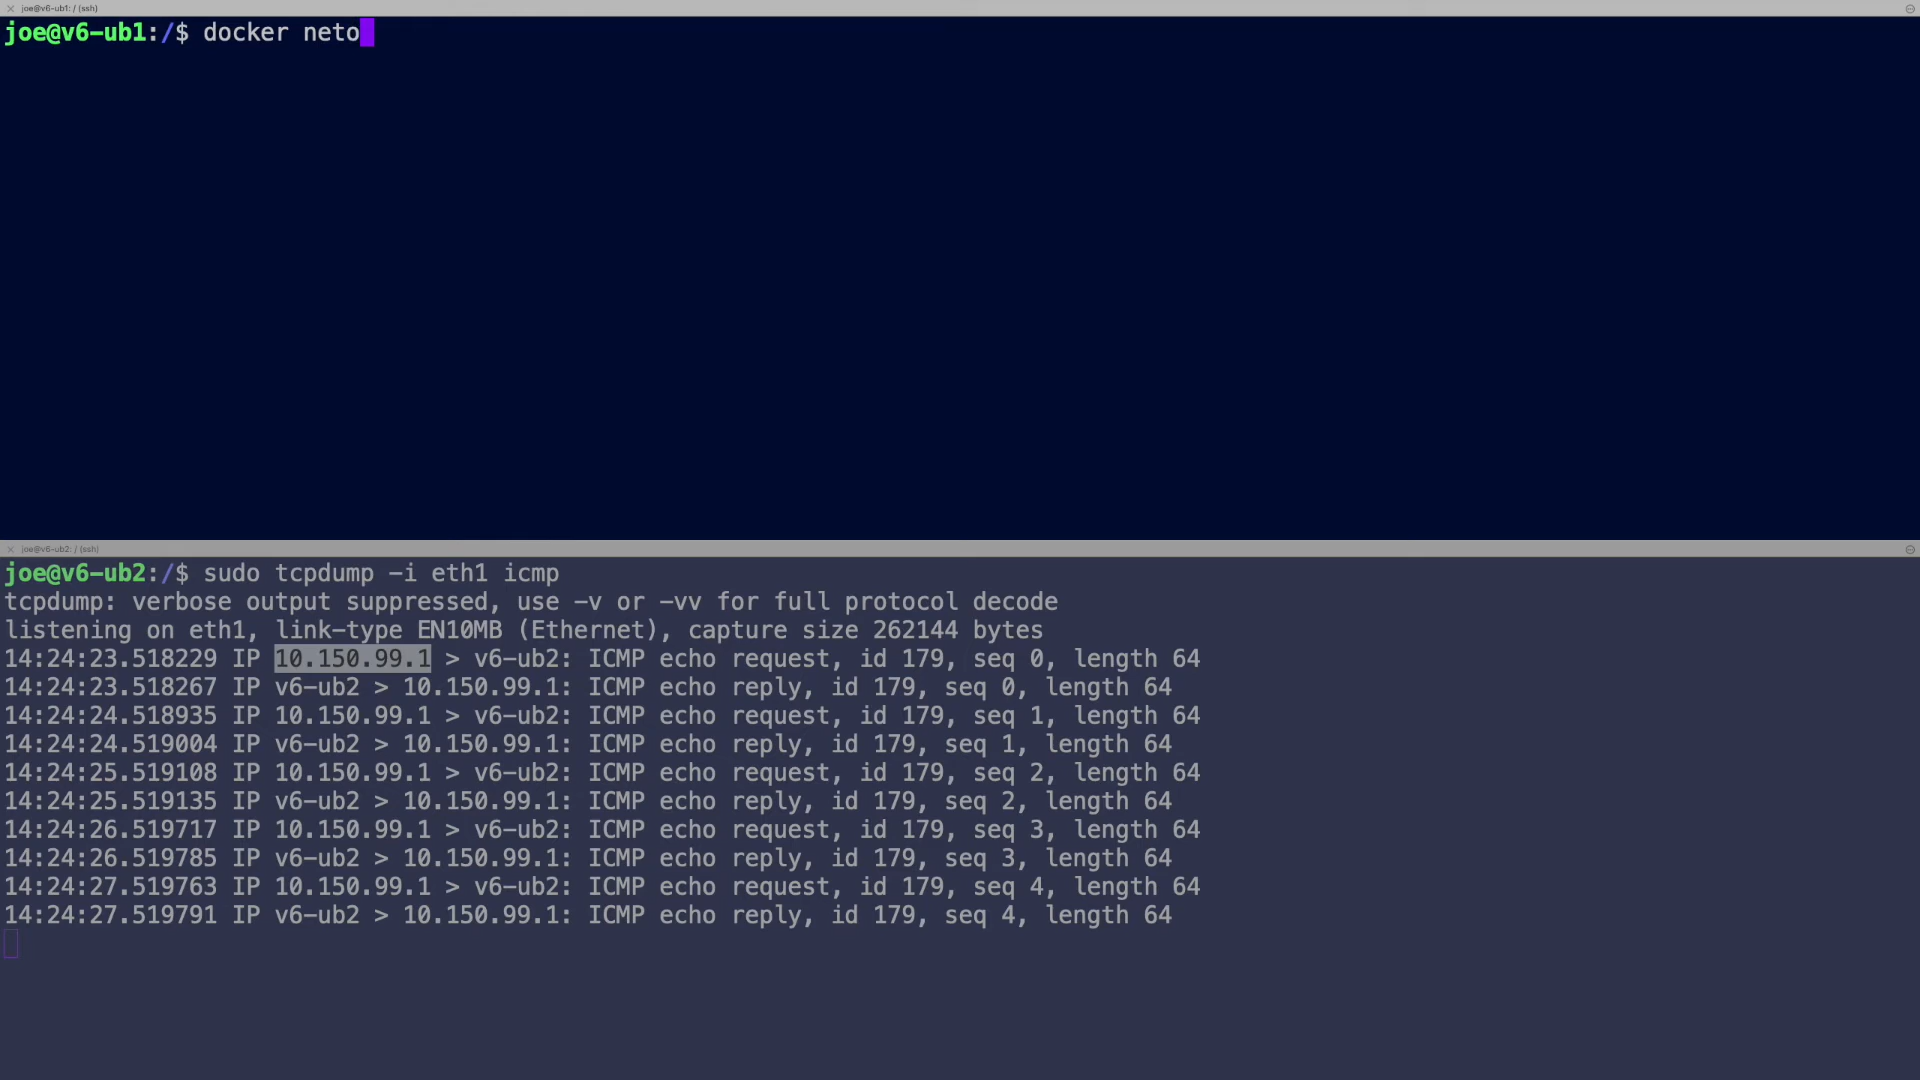 joe@v6-ub1: / (ssh)
joe@v6-ub1:/$ docker neto
joe@v6-ub2: / (ssh)
joe@v6-ub2:/$ sudo tcpdump -i eth1 icmp
tcpdump: verbose output suppressed, use -v or -vv for full protocol decode
listening on eth1, link-type EN10MB (Ethernet), capture size 262144 bytes
14:24:23.518229 IP 10.150.99.1 > v6-ub2: ICMP echo request, id 179, seq 0, length 64
14:24:23.518267 IP v6-ub2 > 10.150.99.1: ICMP echo reply, id 179, seq 0, length 64
14:24:24.518935 IP 10.150.99.1 > v6-ub2: ICMP echo request, id 179, seq 1, length 64
14:24:24.519004 IP v6-ub2 > 10.150.99.1: ICMP echo reply, id 179, seq 1, length 64
14:24:25.519108 IP 10.150.99.1 > v6-ub2: ICMP echo request, id 179, seq 2, length 64
14:24:25.519135 IP v6-ub2 > 10.150.99.1: ICMP echo reply, id 179, seq 2, length 64
14:24:26.519717 IP 10.150.99.1 > v6-ub2: ICMP echo request, id 179, seq 3, length 64
14:24:26.519785 IP v6-ub2 > 10.150.99.1: ICMP echo reply, id 179, seq 3, length 64
14:24:27.519763 IP 10.150.99.1 > v6-ub2: ICMP echo request, id 179, seq 4, length 64
14:24:27.519791 IP v6-ub2 > 10.150.99.1: ICMP echo reply, id 179, seq 4, length 64